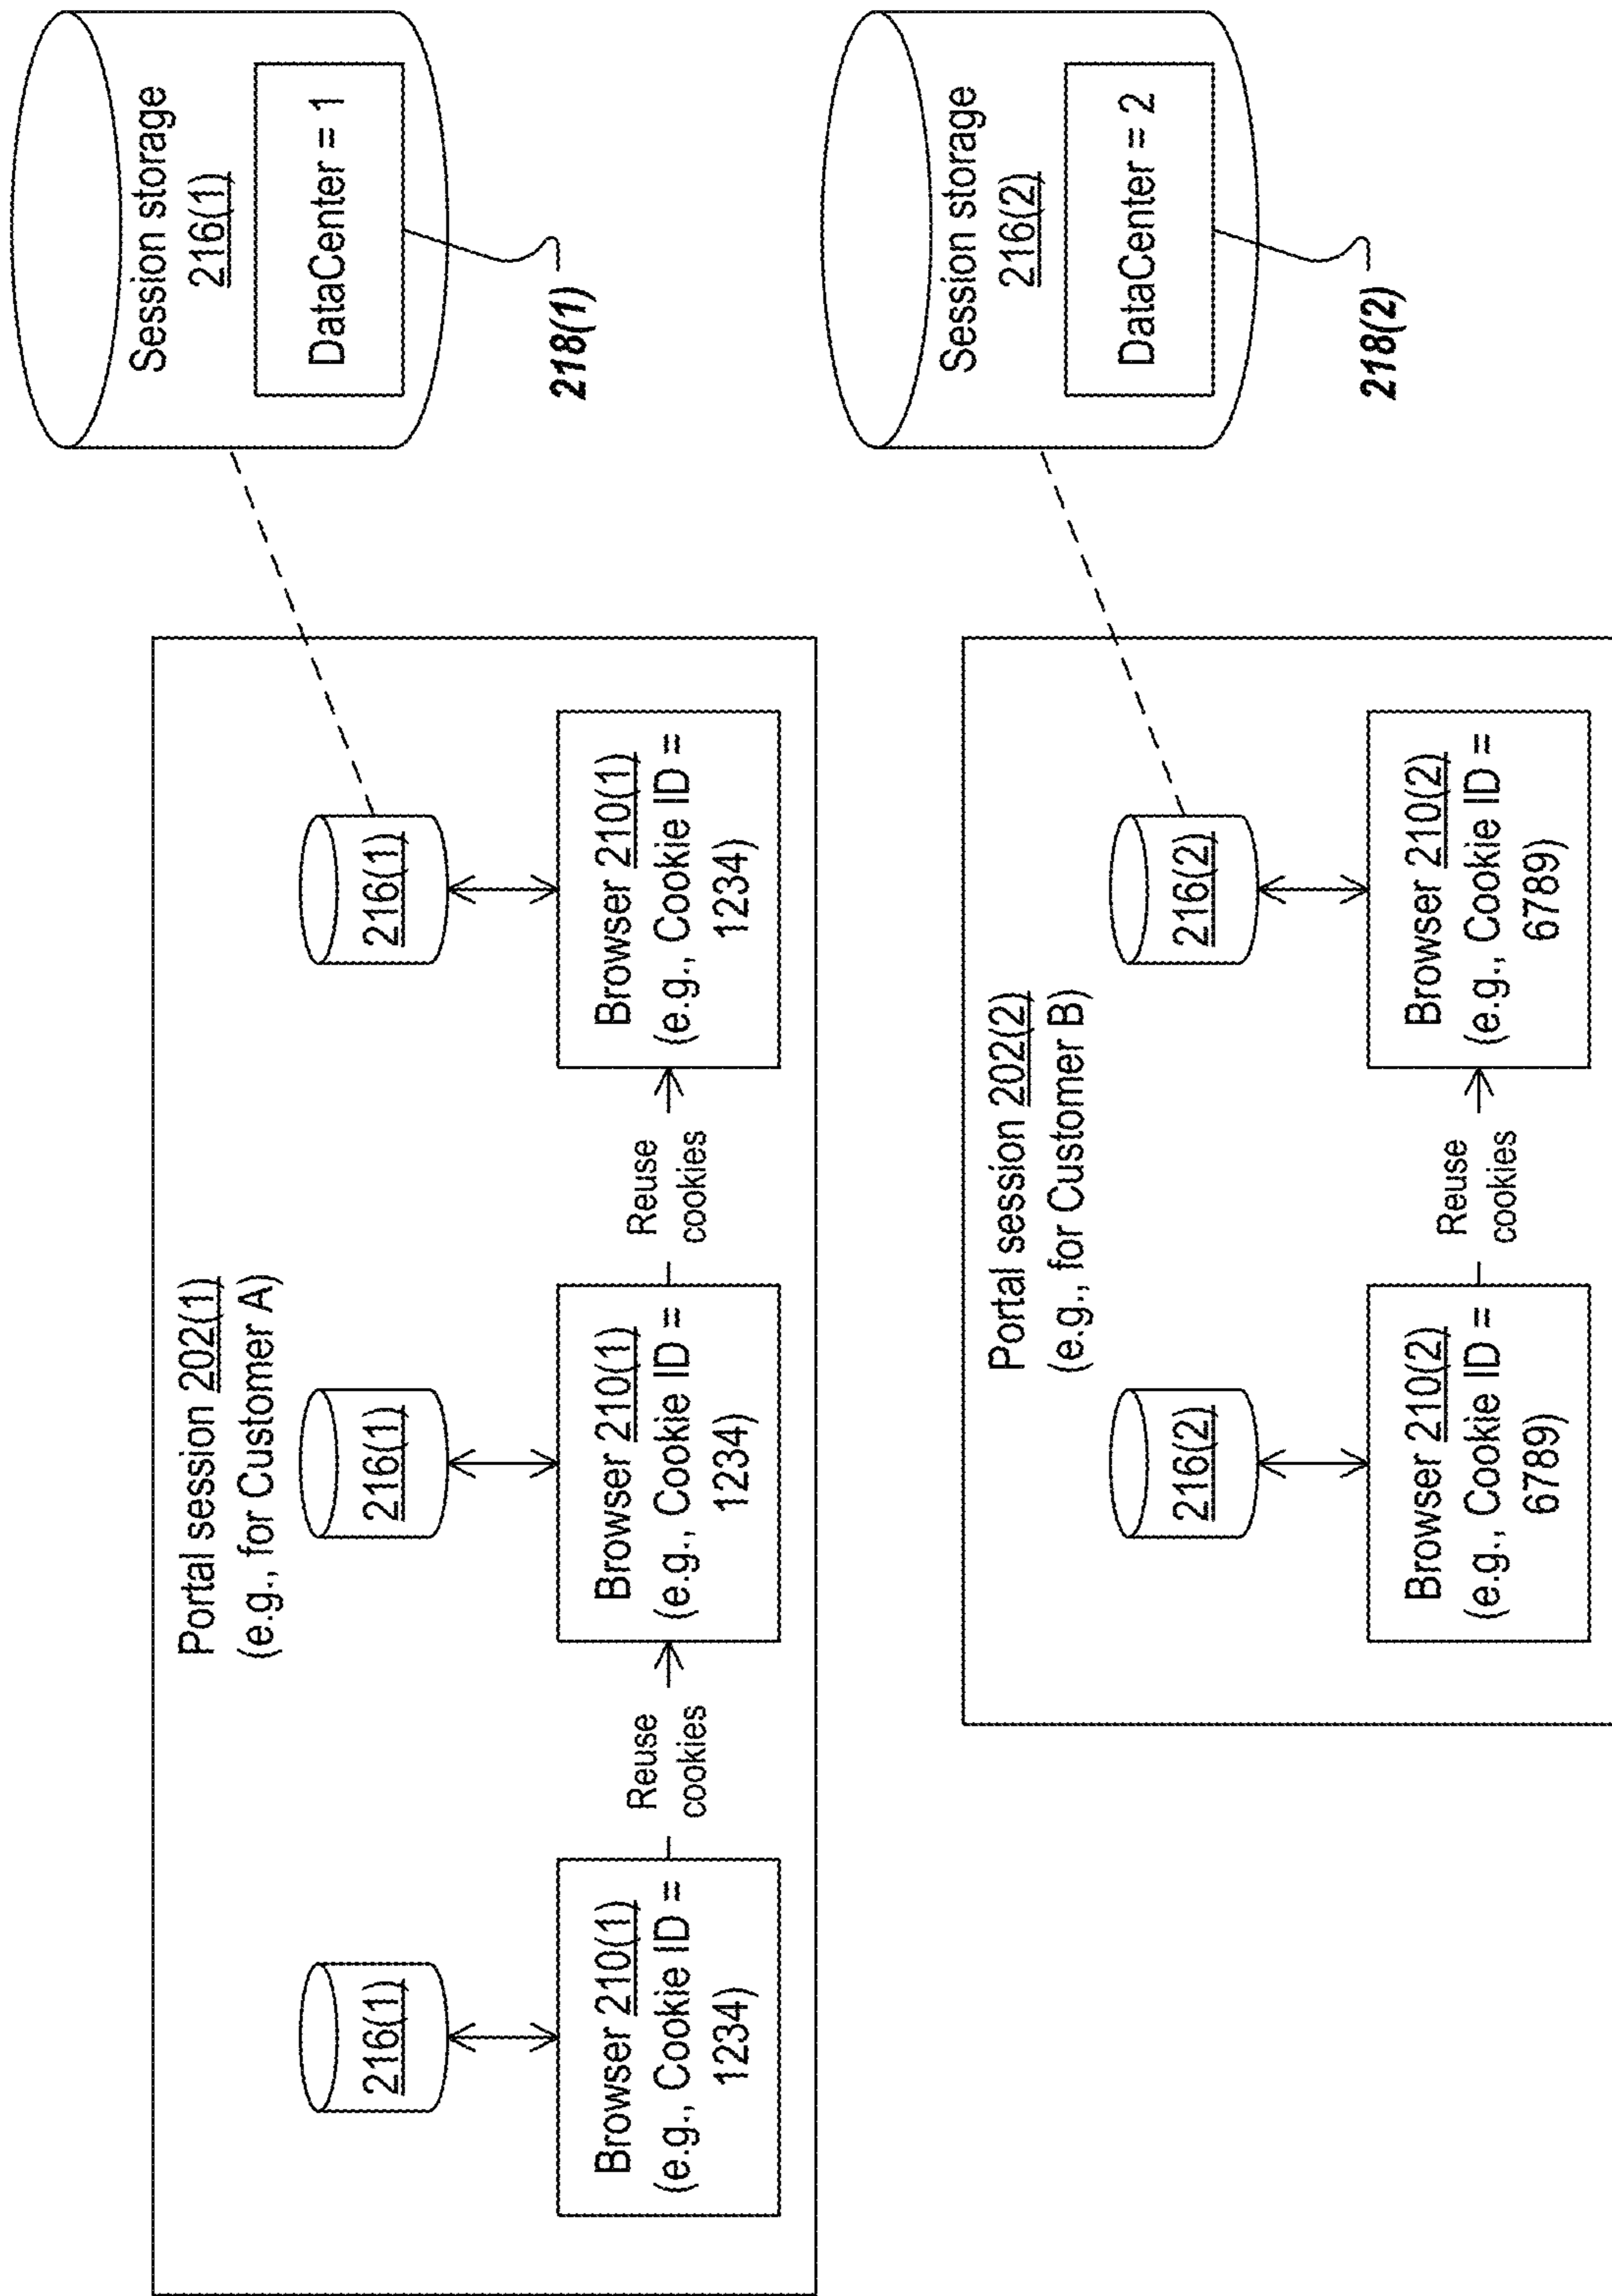 Portal session 202(1)
(e.g., for Customer A)
216(1)
216(1)
216(1)
Browser 210(1)
(e.g., Cookie ID =
1234)
Reuse
cookies
Browser 210(1)
(e.g., Cookie ID =
1234)
Reuse
cookies
Browser 210(1)
(e.g., Cookie ID =
1234)
Session storage
216(1)
DataCenter = 1
218(1)
Portal session 202(2)
(e.g., for Customer B)
216(2)
216(2)
Browser 210(2)
(e.g., Cookie ID =
6789)
Reuse
cookies
Browser 210(2)
(e.g., Cookie ID =
6789)
Session storage
216(2)
DataCenter = 2
218(2)